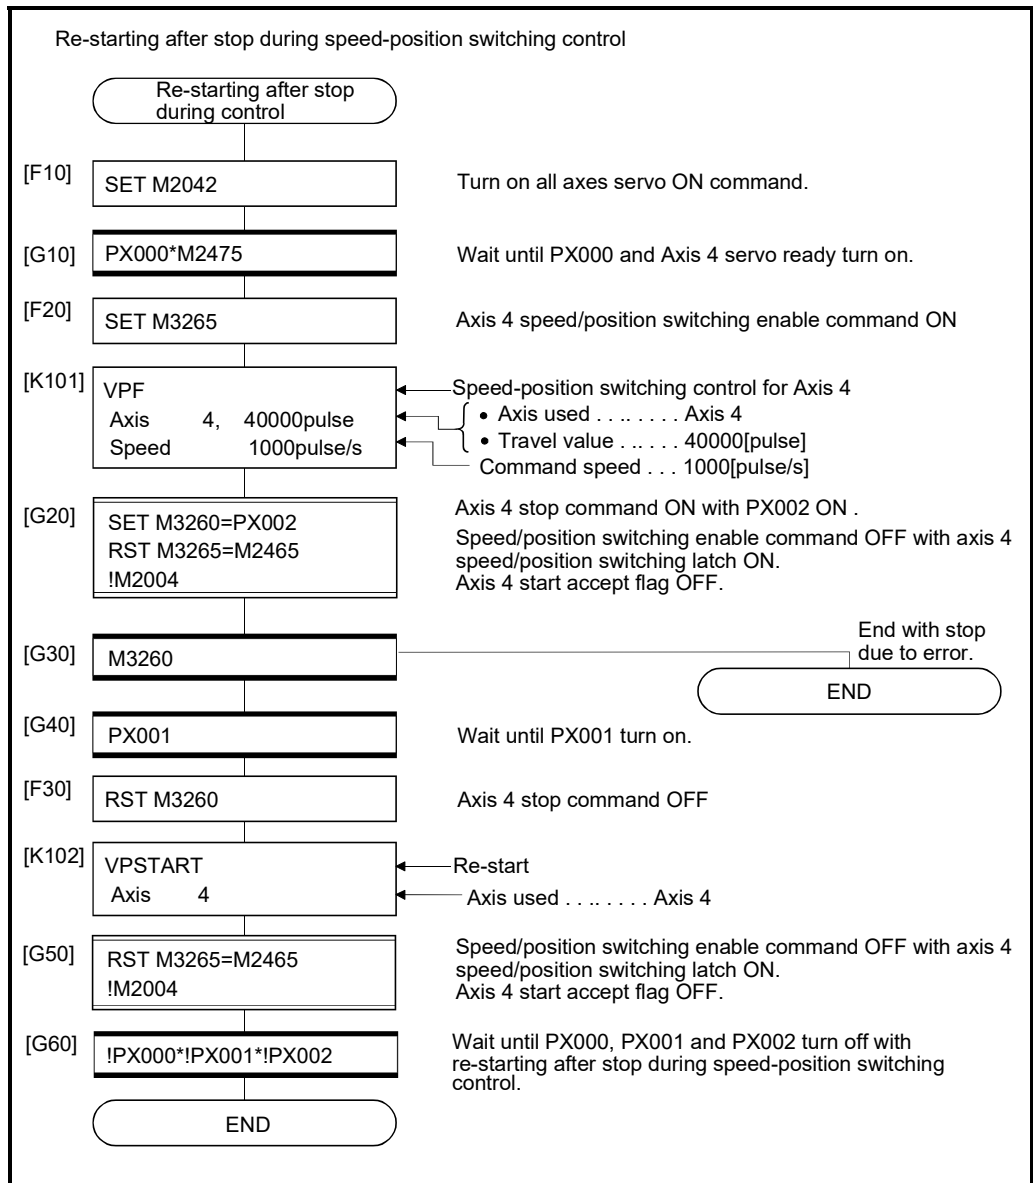 Re-starting after stop during speed-position switching control
Re-starting after stop
during control
[F10]
SET M2042
Turn on all axes servo ON command.
[G10]
PX000*M2475
Wait until PX000 and Axis 4 servo ready turn on.
[F20]
SET M3265
Axis 4 speed/position switching enable command ON
[K101]
VPF
Axis 4, 40000pulse
Speed 1000pulse/s
Speed-position switching control for Axis 4
• Axis used . . .. . . . . Axis 4
• Travel value . .. . . . 40000[pulse]
Command speed . . . 1000[pulse/s]
[G20]
SET M3260=PX002
RST M3265=M2465
!M2004
Axis 4 stop command ON with PX002 ON .
Speed/position switching enable command OFF with axis 4
speed/position switching latch ON.
Axis 4 start accept flag OFF.
[G30]
M3260
End with stop
due to error.
END
[G40]
PX001
Wait until PX001 turn on.
[F30]
RST M3260
Axis 4 stop command OFF
[K102]
VPSTART
Axis 4
Re-start
Axis used . . .. . . . . Axis 4
[G50]
RST M3265=M2465
!M2004
Speed/position switching enable command OFF with axis 4
speed/position switching latch ON.
Axis 4 start accept flag OFF.
[G60]
!PX000*!PX001*!PX002
Wait until PX000, PX001 and PX002 turn off with
re-starting after stop during speed-position switching
control.
END